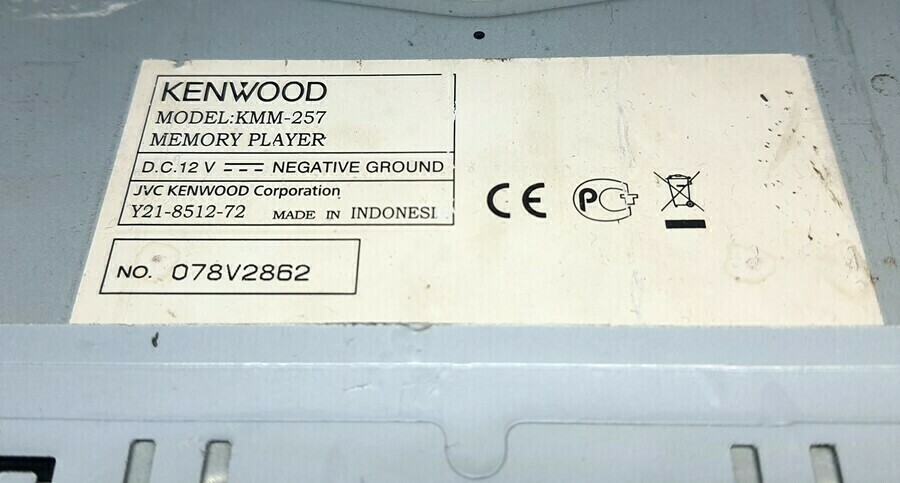 KENWOOD
MODEL:KMM-257
MEMORY PLAYER
D.C.12 V NEGATIVE GROUND
JVC KENWOOD Corporation
Y21-8512-72 MADE IN INDONESI
NO. 078V2862
CE
PC